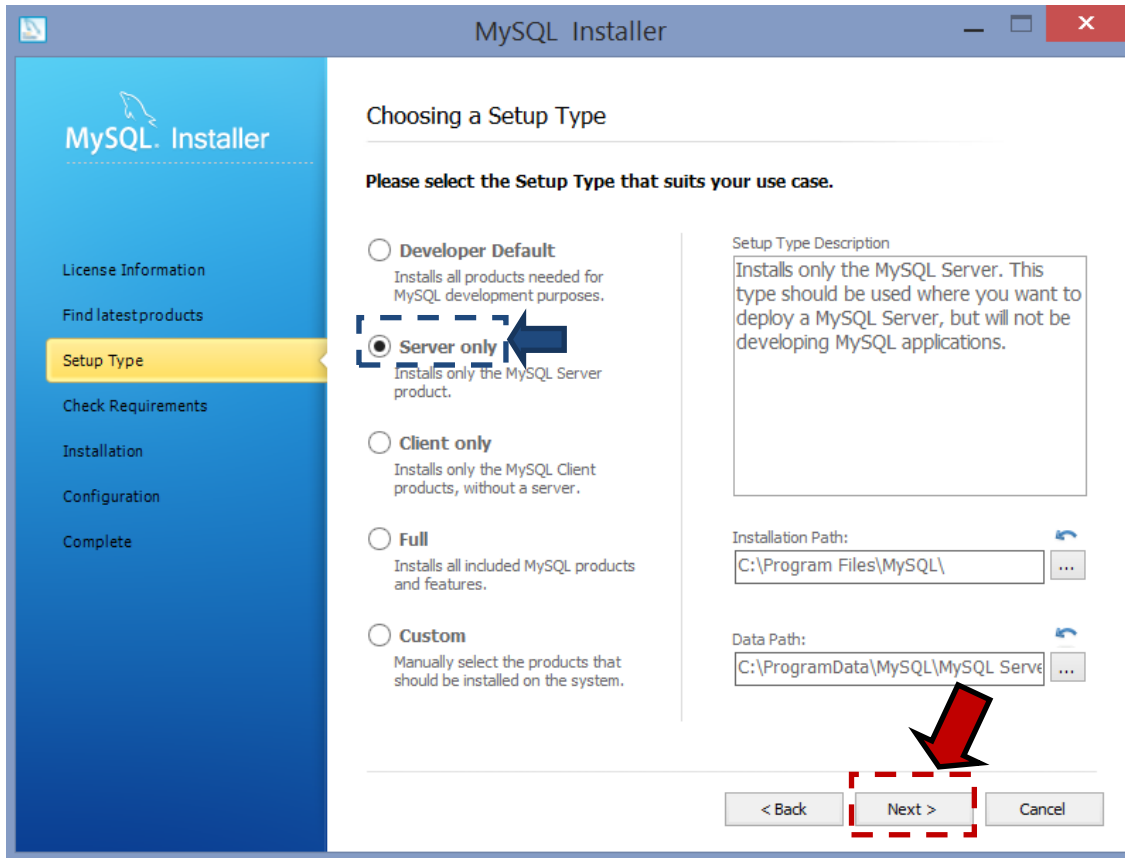 MySQL Installer
MySQL. Installer
License Information
Find latest products
Setup Type
Check Requirements
Installation
Configuration
Complete
Choosing a Setup Type
Please select the Setup Type that suits your use case.
Developer Default
Installs all products needed for
MySQL development purposes.
Server only
Installs only the MySQL Server
product.
Client only
Installs only the MySQL Client
products, without a server.
Full
Installs all included MySQL products
and features.
Custom
Manually select the products that
should be installed on the system.
Setup Type Description
Installs only the MySQL Server. This
type should be used where you want to
deploy a MySQL Server, but will not be
developing MySQL applications.
Installation Path:
C:\Program Files\MySQL\
...
Data Path:
C:\ProgramData\MySQL\MySQL Serve
...
< Back
Next >
Cancel